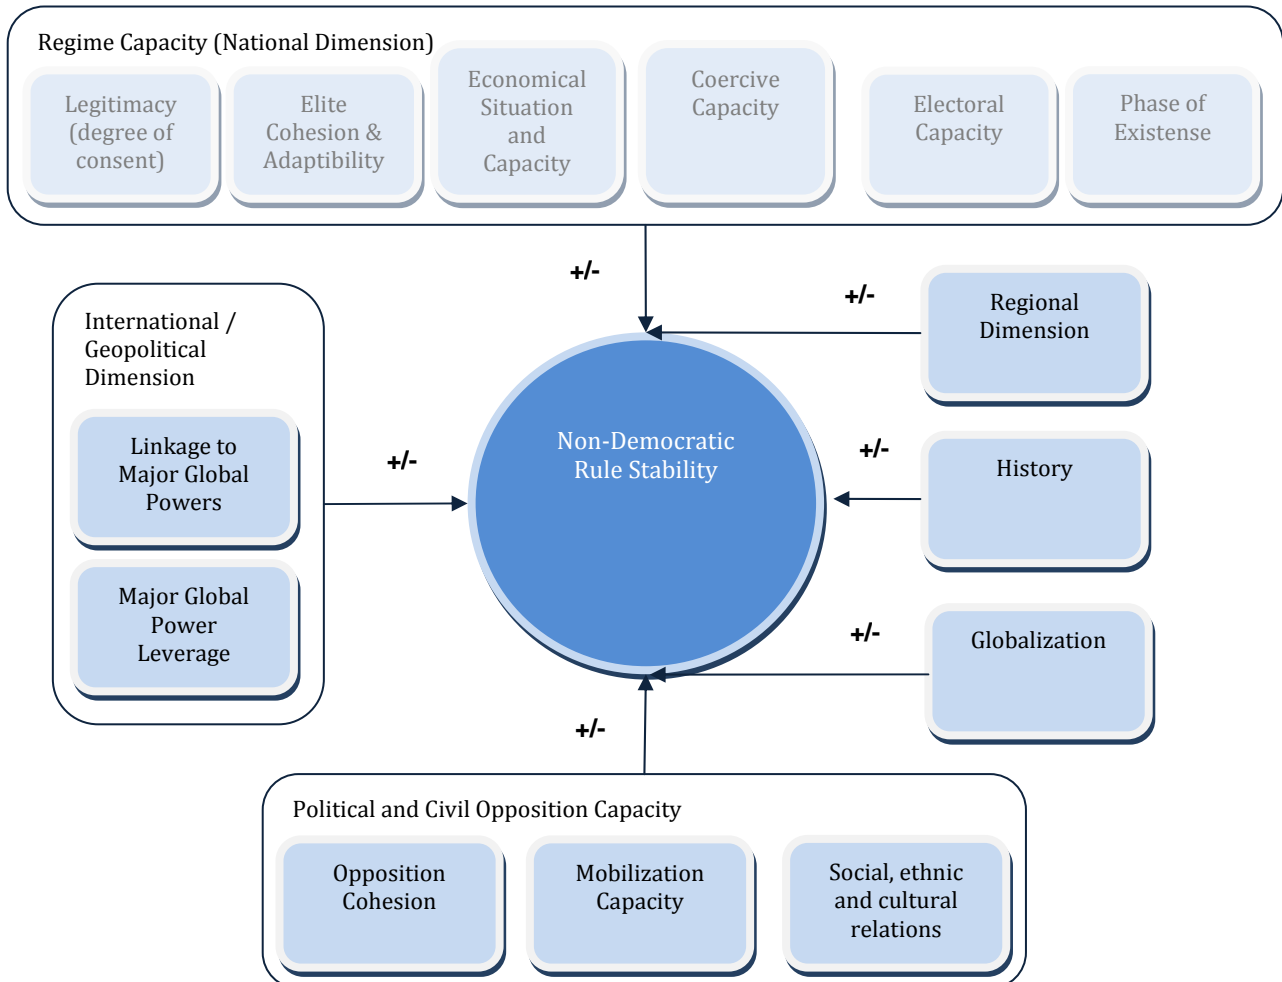 Regime Capacity (National Dimension)
Legitimacy
(degree of
consent)
Elite
Cohesion &
Adaptibility
Economical
Situation
and
Capacity
Coercive
Capacity
Electoral
Capacity
Phase of
Existense
+/-
+/-
Regional
Dimension
International /
Geopolitical
Dimension
Linkage to
Major Global
Powers
+/-
Major Global
Power
Leverage
Non-Democratic
Rule Stability
+/-
History
+/-
Globalization
+/-
Political and Civil Opposition Capacity
Opposition
Cohesion
Mobilization
Capacity
Social, ethnic
and cultural
relations